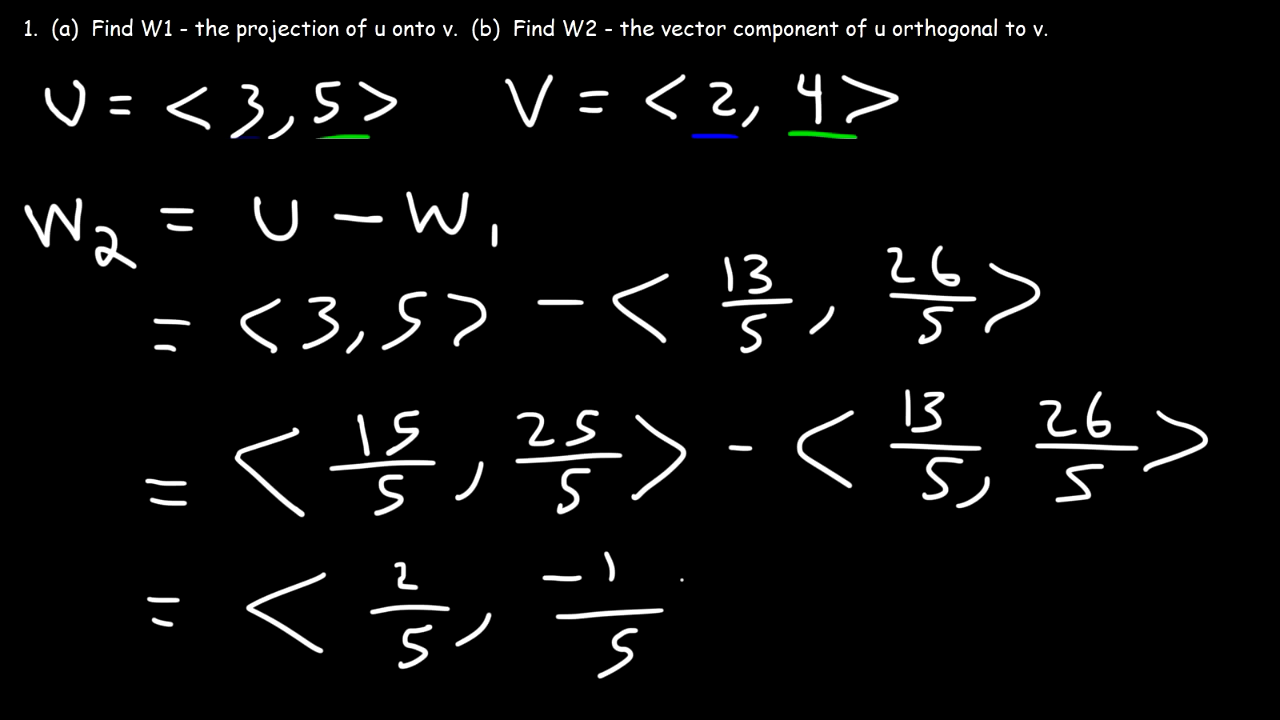 1. (a) Find W1 - the projection of u onto v. (b) Find W2 - the vector component of u orthogonal to v.
U = <3, 5> V = <2, 4>
W₂ = U - W₁
= <3, 5> - <13/5, 26/5>
= <15/5, 25/5> - <13/5, 26/5>
= <2/5, -1/5